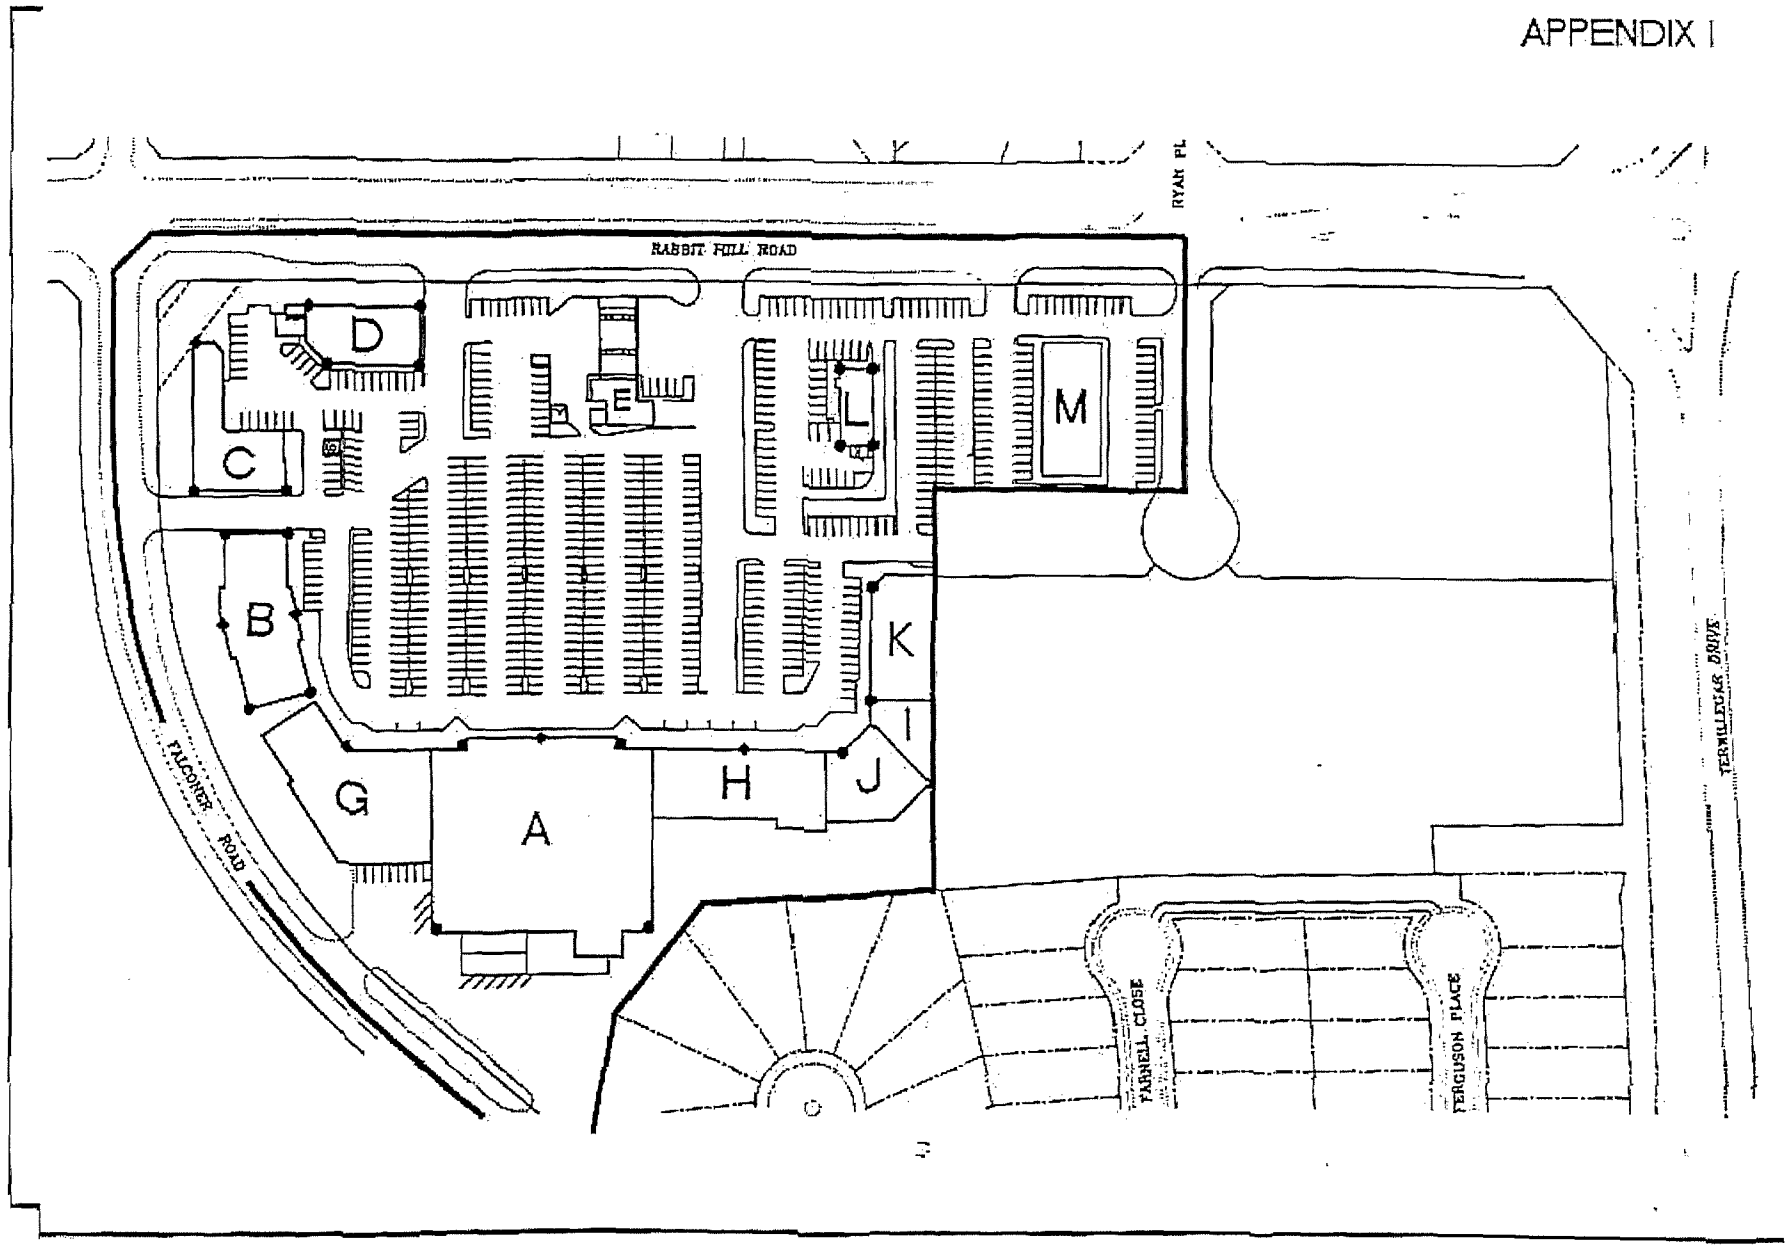 APPENDIX I
RYAN PL
RABBIT HILL ROAD
D
E
L
M
C
B
K
I
G
A
H
J
FALCONER ROAD
TERWILLEGAR DRIVE
FARNELL CLOSE
FERGUSON PLACE